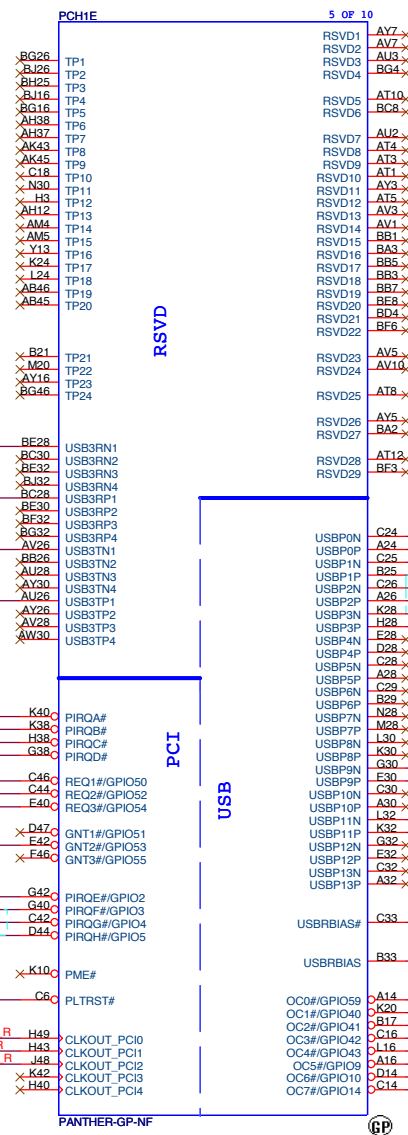 PCH1E 5 OF 10
RSVD1 AY7
RSVD2 AV7
RSVD3 AU3
RSVD4 BG4
RSVD5 AT10
RSVD6 BC8
RSVD7 AU2
RSVD8 AT4
RSVD9 AT3
RSVD10 AT1
RSVD11 AY3
RSVD12 AT5
RSVD13 AV3
RSVD14 AV1
RSVD15 BB1
RSVD16 BA3
RSVD17 BB5
RSVD18 BB3
RSVD19 BB7
RSVD20 BE8
RSVD21 BD4
RSVD22 BF6
RSVD23 AV5
RSVD24 AV10
RSVD25 AT8
RSVD26 AY5
RSVD27 BA2
RSVD28 AT12
RSVD29 BF3
BG26 TP1
BJ26 TP2
BH25 TP3
BJ16 TP4
BG16 TP5
AH38 TP6
AH37 TP7
AK43 TP8
AK45 TP9
C18 TP10
N30 TP11
H3 TP12
AH12 TP13
AM4 TP14
AM5 TP15
Y13 TP16
K24 TP17
L24 TP18
AB46 TP19
AB45 TP20
B21 TP21
M20 TP22
AY16 TP23
BG46 TP24
RSVD
BE28 USB3RN1
BC30 USB3RN2
BE32 USB3RN3
BJ32 USB3RN4
BC28 USB3RP1
BE30 USB3RP2
BF32 USB3RP3
BG32 USB3RP4
AV26 USB3TN1
BB26 USB3TN2
AU28 USB3TN3
AY30 USB3TN4
AU26 USB3TP1
AY26 USB3TP2
AV28 USB3TP3
AW30 USB3TP4
USBP0N C24
USBP0P A24
USBP1N C25
USBP1P B25
USBP2N C26
USBP2P A26
USBP3N K28
USBP3P H28
USBP4N E28
USBP4P D28
USBP5N C28
USBP5P A28
USBP6N C29
USBP6P B29
USBP7N N28
USBP7P M28
USBP8N L30
USBP8P K30
USBP9N G30
USBP9P E30
USBP10N C30
USBP10P A30
USBP11N L32
USBP11P K32
USBP12N G32
USBP12P E32
USBP13N C32
USBP13P A32
PCI
USB
K40 PIRQA#
K38 PIRQB#
H38 PIRQC#
G38 PIRQD#
C46 REQ1#/GPIO50
C44 REQ2#/GPIO52
E40 REQ3#/GPIO54
D47 GNT1#/GPIO51
E42 GNT2#/GPIO53
F46 GNT3#/GPIO55
G42 PIRQE#/GPIO2
G40 PIRQF#/GPIO3
C42 PIRQG#/GPIO4
D44 PIRQH#/GPIO5
USBRBIAS# C33
USBRBIAS B33
K10 PME#
C6 PLTRST#
OC0#/GPIO59 A14
OC1#/GPIO40 K20
OC2#/GPIO41 B17
OC3#/GPIO42 C16
OC4#/GPIO43 L16
OC5#/GPIO9 A16
OC6#/GPIO10 D14
OC7#/GPIO14 C14
R H49 CLKOUT_PCI0
R H43 CLKOUT_PCI1
R J48 CLKOUT_PCI2
K42 CLKOUT_PCI3
H40 CLKOUT_PCI4
PANTHER-GP-NF
GP